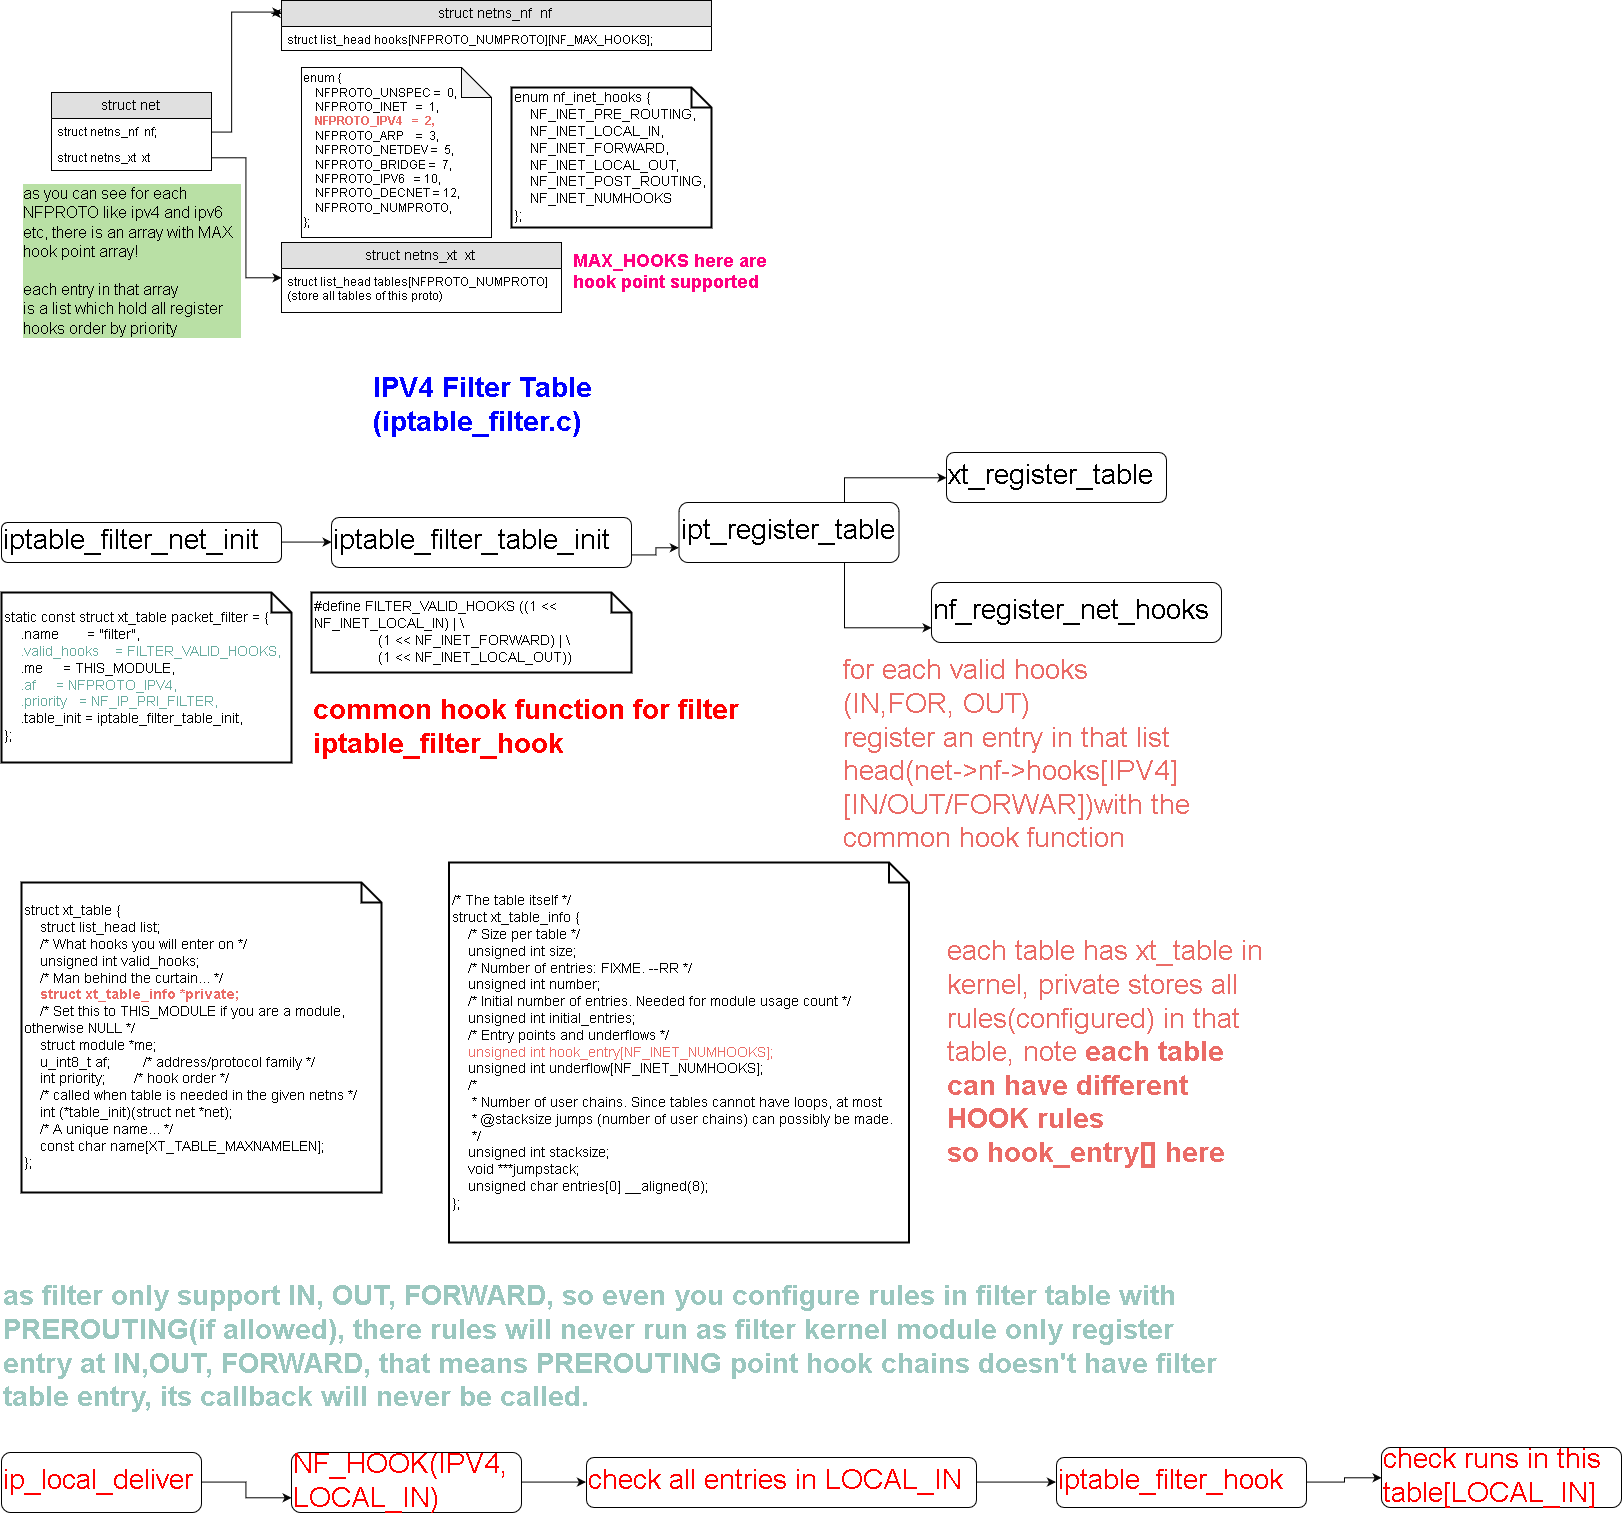 struct netns_nf  nf
struct list_head hooks[NFPROTO_NUMPROTO][NF_MAX_HOOKS];
struct net
struct netns_nf  nf;
struct netns_xt  xt
enum {
NFPROTO_UNSPEC =  0,
NFPROTO_INET   =  1,
NFPROTO_IPV4   =  2,
NFPROTO_ARP    =  3,
NFPROTO_NETDEV =  5,
NFPROTO_BRIDGE =  7,
NFPROTO_IPV6   = 10,
NFPROTO_DECNET = 12,
NFPROTO_NUMPROTO,
};
enum nf_inet_hooks {
NF_INET_PRE_ROUTING,
NF_INET_LOCAL_IN,
NF_INET_FORWARD,
NF_INET_LOCAL_OUT,
NF_INET_POST_ROUTING,
NF_INET_NUMHOOKS
};
as you can see for each
NFPROTO like ipv4 and ipv6
etc, there is an array with MAX
hook point array!
each entry in that array
is a list which hold all register
hooks order by priority
struct netns_xt  xt
struct list_head tables[NFPROTO_NUMPROTO]
(store all tables of this proto)
MAX_HOOKS here are
hook point supported
IPV4 Filter Table
(iptable_filter.c)
iptable_filter_net_init
iptable_filter_table_init
ipt_register_table
xt_register_table
nf_register_net_hooks
static const struct xt_table packet_filter = {
.name       = "filter",
.valid_hooks    = FILTER_VALID_HOOKS,
.me     = THIS_MODULE,
.af     = NFPROTO_IPV4,
.priority   = NF_IP_PRI_FILTER,
.table_init = iptable_filter_table_init,
};
#define FILTER_VALID_HOOKS ((1 <<
NF_INET_LOCAL_IN) | \
(1 << NF_INET_FORWARD) | \
(1 << NF_INET_LOCAL_OUT))
common hook function for filter
iptable_filter_hook
for each valid hooks
(IN,FOR, OUT)
register an entry in that list
head(net->nf->hooks[IPV4]
[IN/OUT/FORWAR])with the
common hook function
struct xt_table {
struct list_head list;
/* What hooks you will enter on */
unsigned int valid_hooks;
/* Man behind the curtain... */
struct xt_table_info *private;
/* Set this to THIS_MODULE if you are a module,
otherwise NULL */
struct module *me;
u_int8_t af;        /* address/protocol family */
int priority;       /* hook order */
/* called when table is needed in the given netns */
int (*table_init)(struct net *net);
/* A unique name... */
const char name[XT_TABLE_MAXNAMELEN];
};
/* The table itself */
struct xt_table_info {
/* Size per table */
unsigned int size;
/* Number of entries: FIXME. --RR */
unsigned int number;
/* Initial number of entries. Needed for module usage count */
unsigned int initial_entries;
/* Entry points and underflows */
unsigned int hook_entry[NF_INET_NUMHOOKS];
unsigned int underflow[NF_INET_NUMHOOKS];
/*
* Number of user chains. Since tables cannot have loops, at most
* @stacksize jumps (number of user chains) can possibly be made.
*/
unsigned int stacksize;
void ***jumpstack;
unsigned char entries[0] __aligned(8);
};
each table has xt_table in
kernel, private stores all
rules(configured) in that
table, note each table
can have different
HOOK rules
so hook_entry[] here
as filter only support IN, OUT, FORWARD, so even you configure rules in filter table with
PREROUTING(if allowed), there rules will never run as filter kernel module only register
entry at IN,OUT, FORWARD, that means PREROUTING point hook chains doesn't have filter
table entry, its callback will never be called.
ip_local_deliver
NF_HOOK(IPV4,
LOCAL_IN)
check all entries in LOCAL_IN
iptable_filter_hook
check runs in this
table[LOCAL_IN]